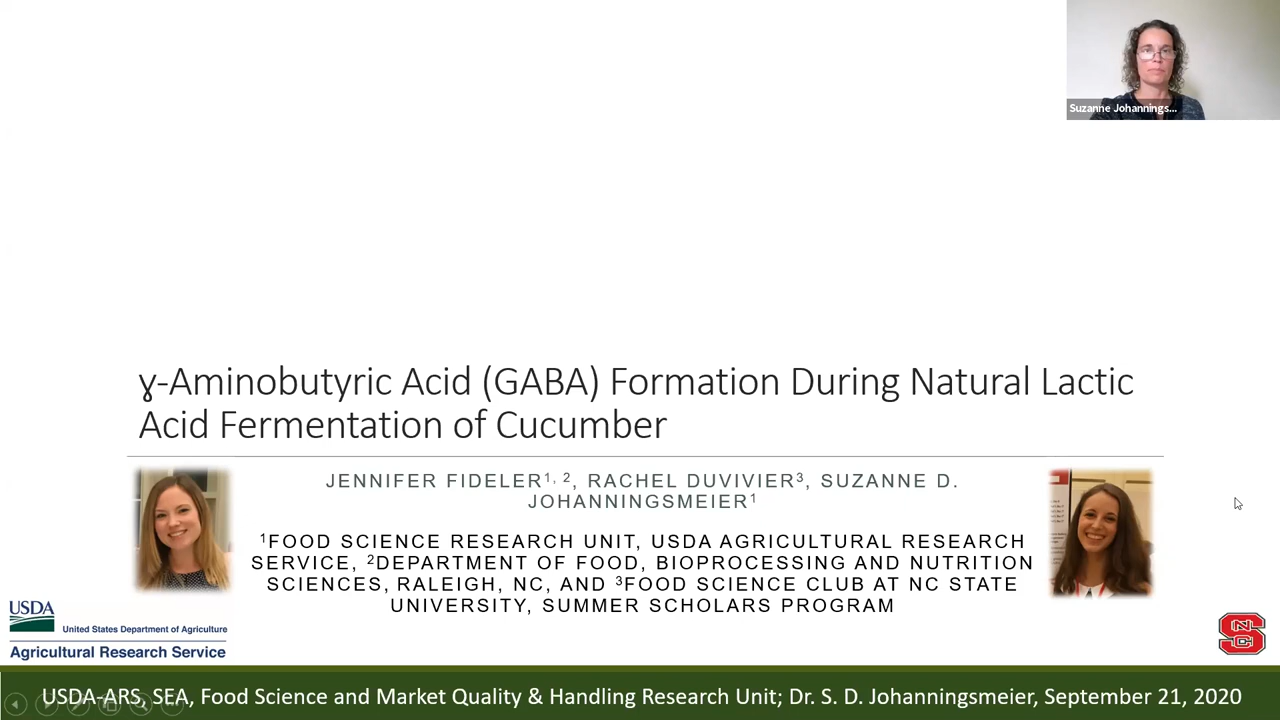 Suzanne Johannings...
ɣ-Aminobutyric Acid (GABA) Formation During Natural Lactic
Acid Fermentation of Cucumber
JENNIFER FIDELER¹˒ ², RACHEL DUVIVIER³, SUZANNE D.
JOHANNINGSMEIER¹
¹FOOD SCIENCE RESEARCH UNIT, USDA AGRICULTURAL RESEARCH
SERVICE, ²DEPARTMENT OF FOOD, BIOPROCESSING AND NUTRITION
SCIENCES, RALEIGH, NC, AND ³FOOD SCIENCE CLUB AT NC STATE
UNIVERSITY, SUMMER SCHOLARS PROGRAM
USDA
United States Department of Agriculture
Agricultural Research Service
NCS
USDA-ARS, SEA, Food Science and Market Quality & Handling Research Unit; Dr. S. D. Johanningsmeier, September 21, 2020